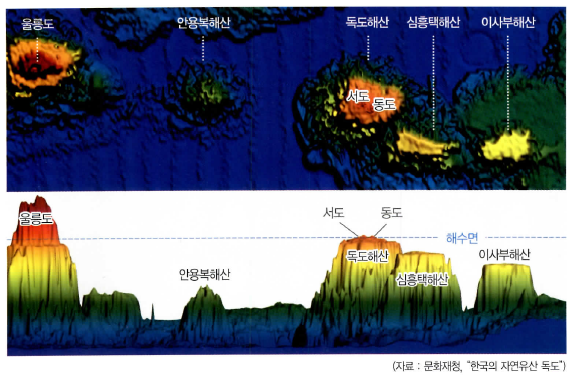 울릉도 안용복해산 독도해산 심흥택해산 이사부해산
서도 동도
울릉도
서도 동도
해수면
독도해산
안용복해산 심흥택해산 이사부해산
(자료 : 문화재청, “한국의 자연유산 독도”)